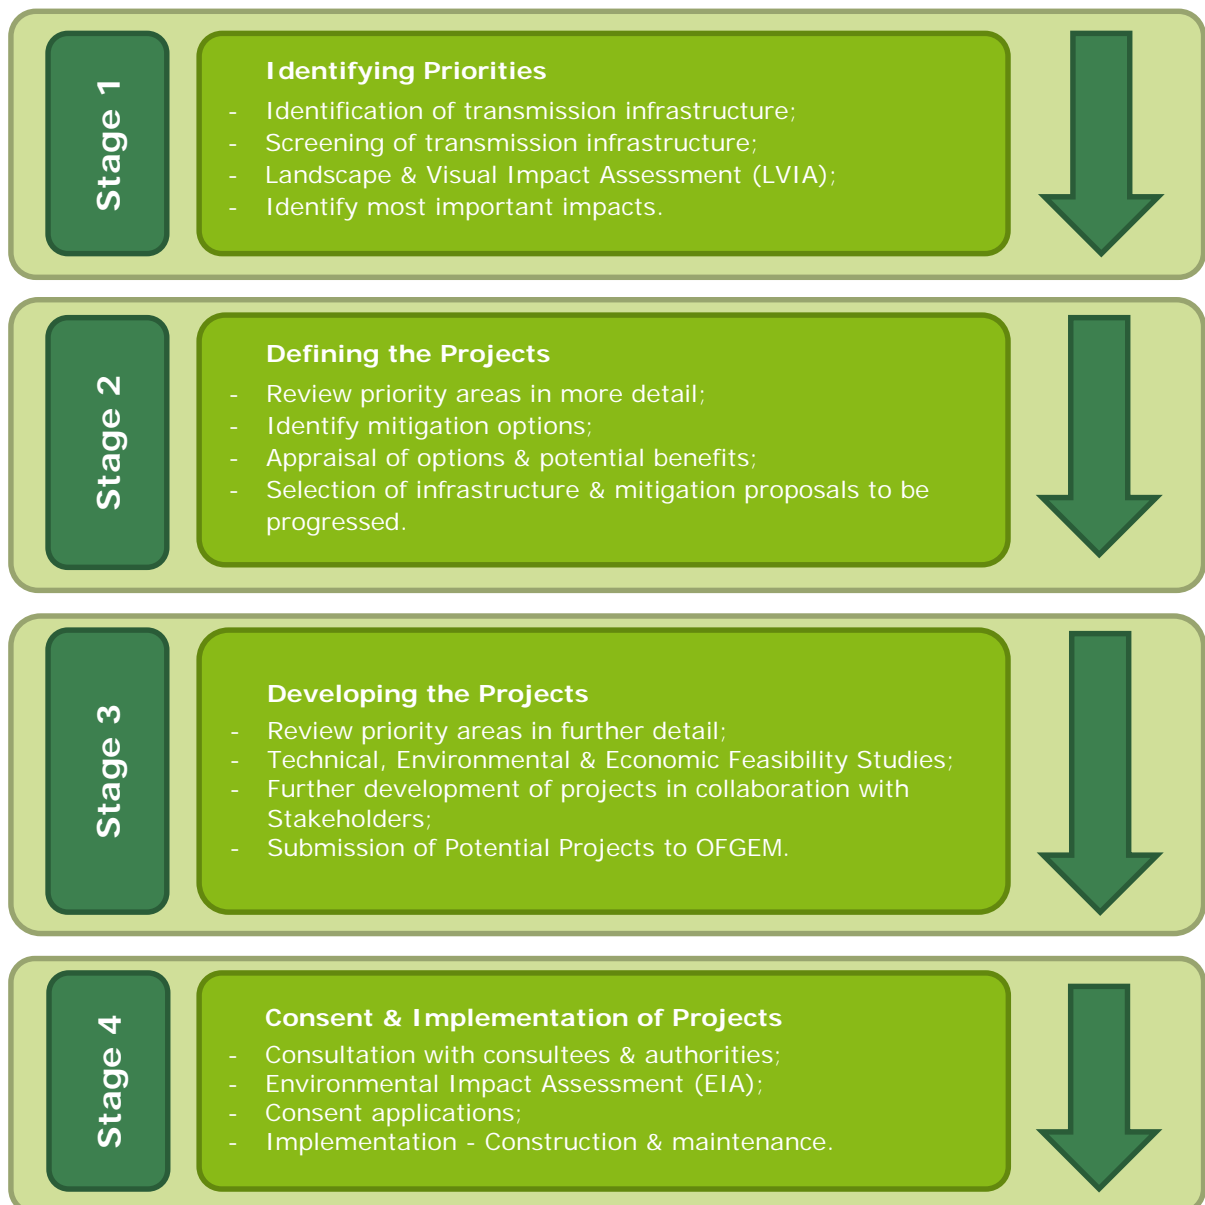 Stage 1
Identifying Priorities
- Identification of transmission infrastructure;
- Screening of transmission infrastructure;
- Landscape & Visual Impact Assessment (LVIA);
- Identify most important impacts.
Stage 2
Defining the Projects
- Review priority areas in more detail;
- Identify mitigation options;
- Appraisal of options & potential benefits;
- Selection of infrastructure & mitigation proposals to be
progressed.
Stage 3
Developing the Projects
- Review priority areas in further detail;
- Technical, Environmental & Economic Feasibility Studies;
- Further development of projects in collaboration with
Stakeholders;
- Submission of Potential Projects to OFGEM.
Stage 4
Consent & Implementation of Projects
- Consultation with consultees & authorities;
- Environmental Impact Assessment (EIA);
- Consent applications;
- Implementation - Construction & maintenance.